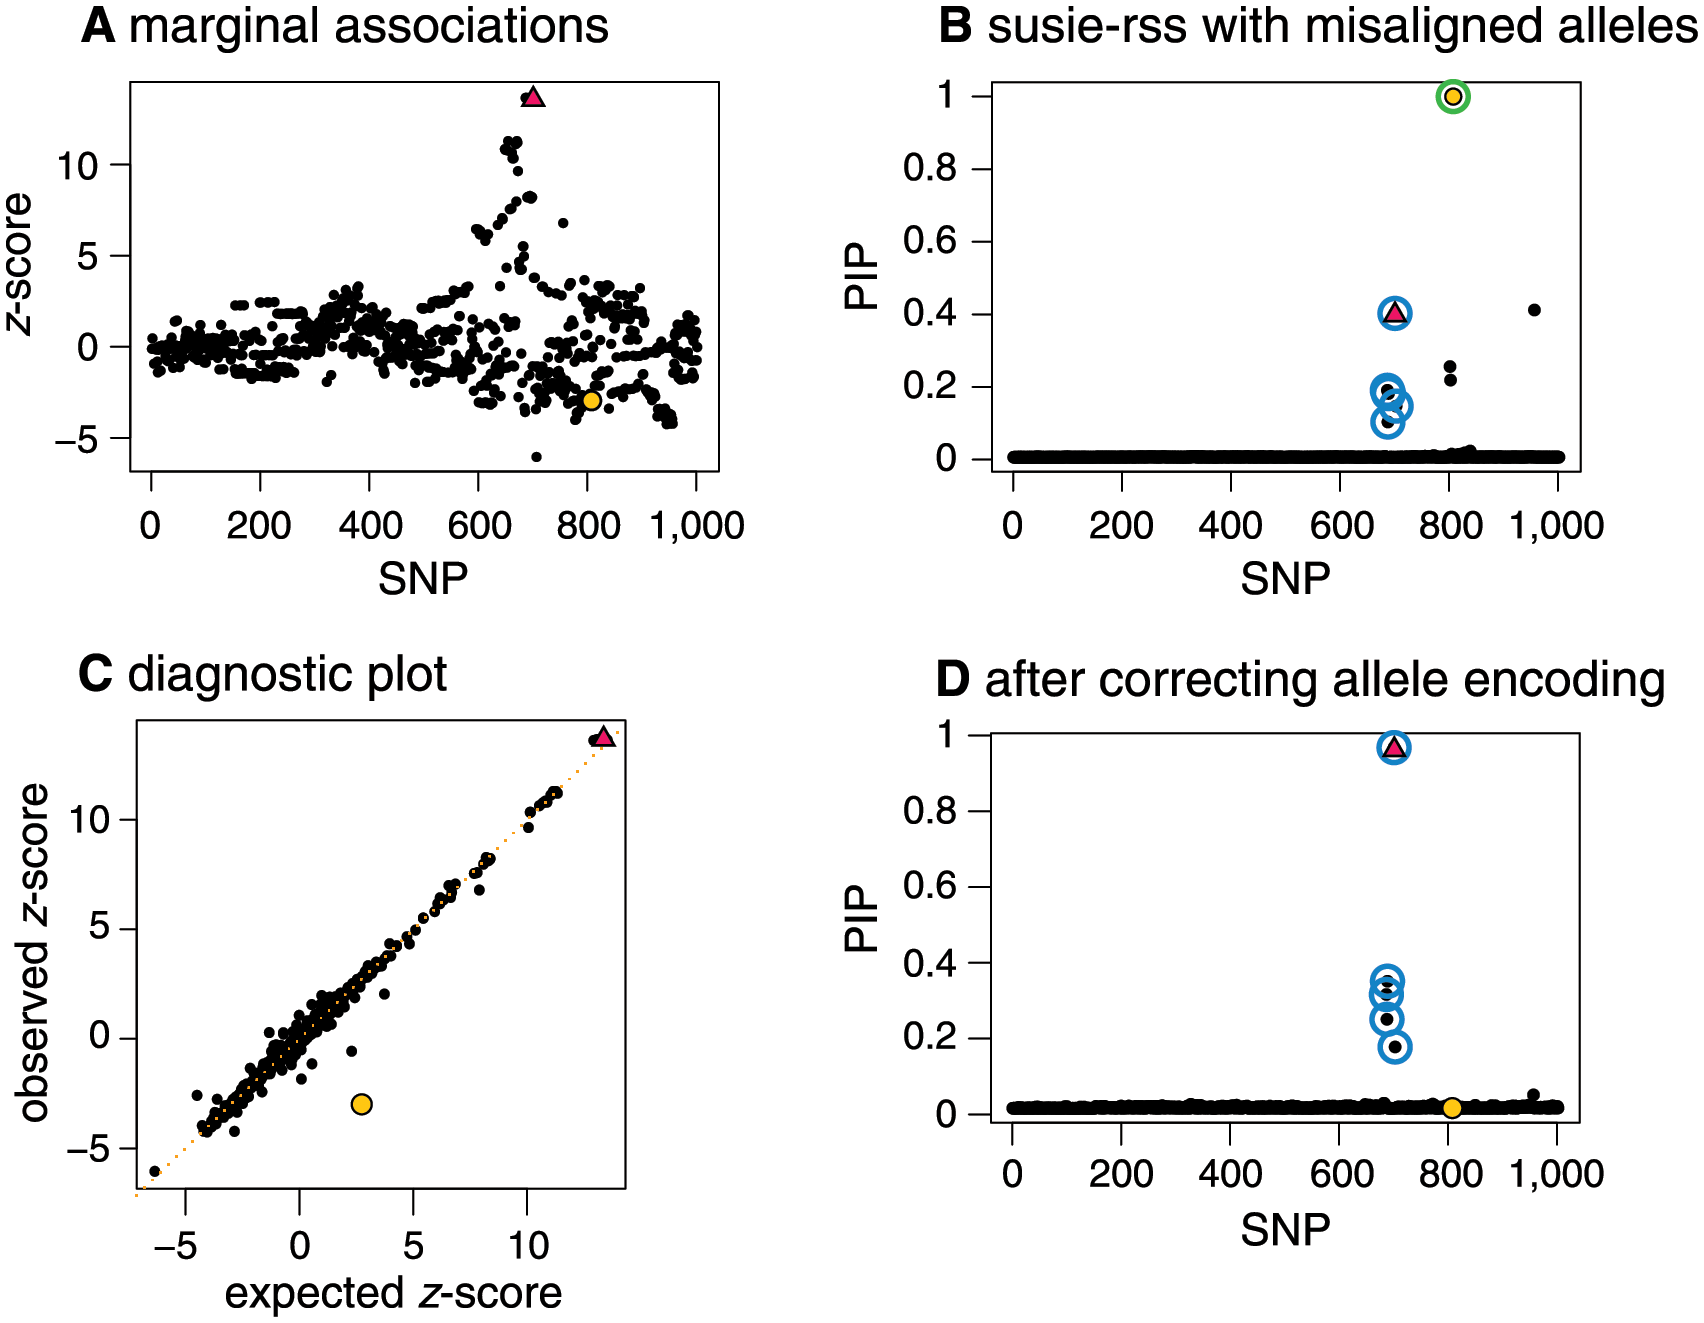 A marginal associations
z-score
10
5
0
−5
0 200 400 600 800 1,000
SNP
B susie-rss with misaligned alleles
PIP
1
0.8
0.6
0.4
0.2
0
0 200 400 600 800 1,000
SNP
C diagnostic plot
observed z-score
10
5
0
−5
−5 0 5 10
expected z-score
D after correcting allele encoding
PIP
1
0.8
0.6
0.4
0.2
0
0 200 400 600 800 1,000
SNP